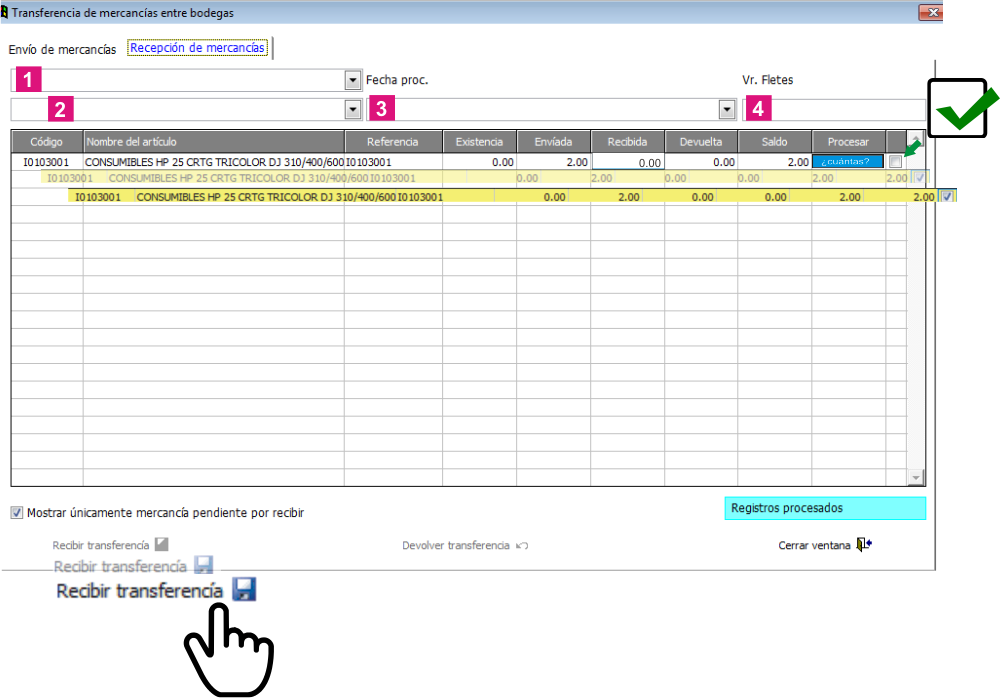 Transferencia de mercancías entre bodegas
Envío de mercancías Recepción de mercancías
1 Fecha proc. Vr. Fletes
2 3 4
Código Nombre del artículo Referencia Existencia Envíada Recibida Devuelta Saldo Procesar
I0103001 CONSUMIBLES HP 25 CRTG TRICOLOR DJ 310/400/600 I0103001 0.00 2.00 0.00 0.00 2.00 ¿cuántas?
I0103001 CONSUMIBLES HP 25 CRTG TRICOLOR DJ 310/400/600 I0103001 0.00 2.00 0.00 0.00 2.00 2.00
I0103001 CONSUMIBLES HP 25 CRTG TRICOLOR DJ 310/400/600 I0103001 0.00 2.00 0.00 0.00 2.00 2.00
Mostrar únicamente mercancía pendiente por recibir Registros procesados
Recibir transferencía Devolver transferencia Cerrar ventana
Recibir transferencía
Recibir transferencía